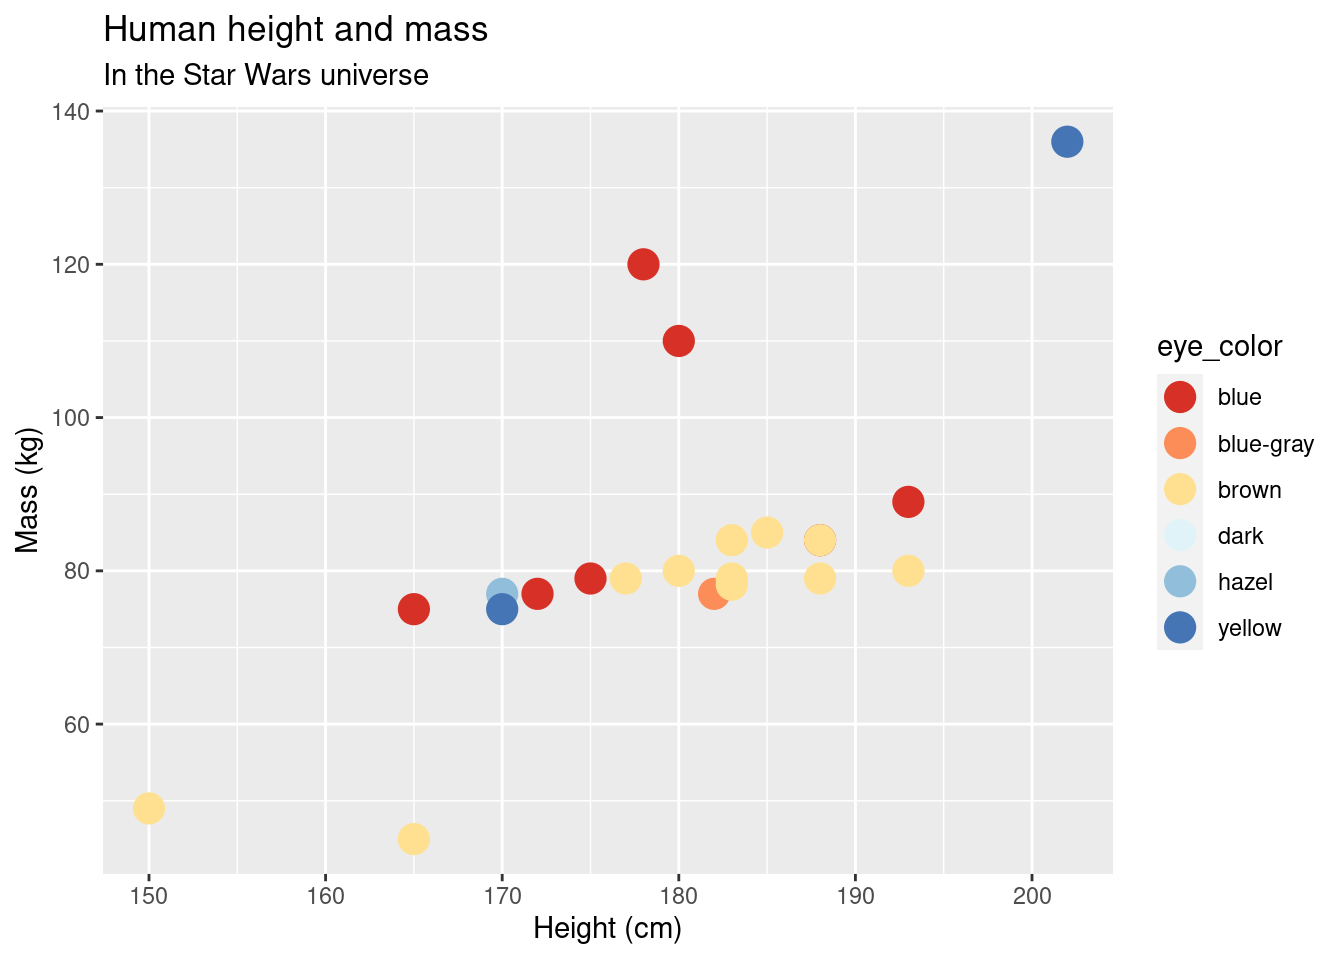 Human height and mass
In the Star Wars universe
140
120
100
80
60
Mass (kg)
150 160 170 180 190 200
Height (cm)
eye_color
blue
blue-gray
brown
dark
hazel
yellow